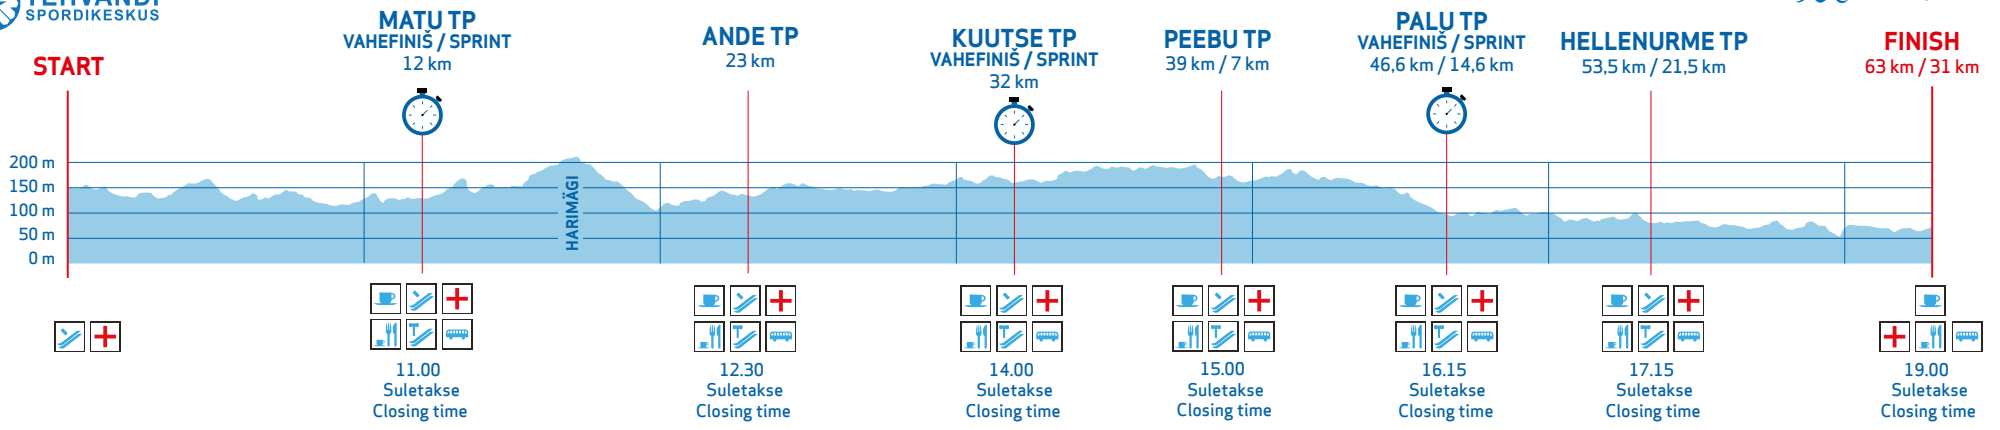 TEHVANDI
SPORDIKESKUS
START
MATU TP
VAHEFINIŠ / SPRINT
12 km
ANDE TP
23 km
KUUTSE TP
VAHEFINIŠ / SPRINT
32 km
PEEBU TP
39 km / 7 km
PALU TP
VAHEFINIŠ / SPRINT
46,6 km / 14,6 km
HELLENURME TP
53,5 km / 21,5 km
FINISH
63 km / 31 km
200 m
150 m
100 m
50 m
0 m
HARIMÄGI
11.00
Suletakse
Closing time
12.30
Suletakse
Closing time
14.00
Suletakse
Closing time
15.00
Suletakse
Closing time
16.15
Suletakse
Closing time
17.15
Suletakse
Closing time
19.00
Suletakse
Closing time